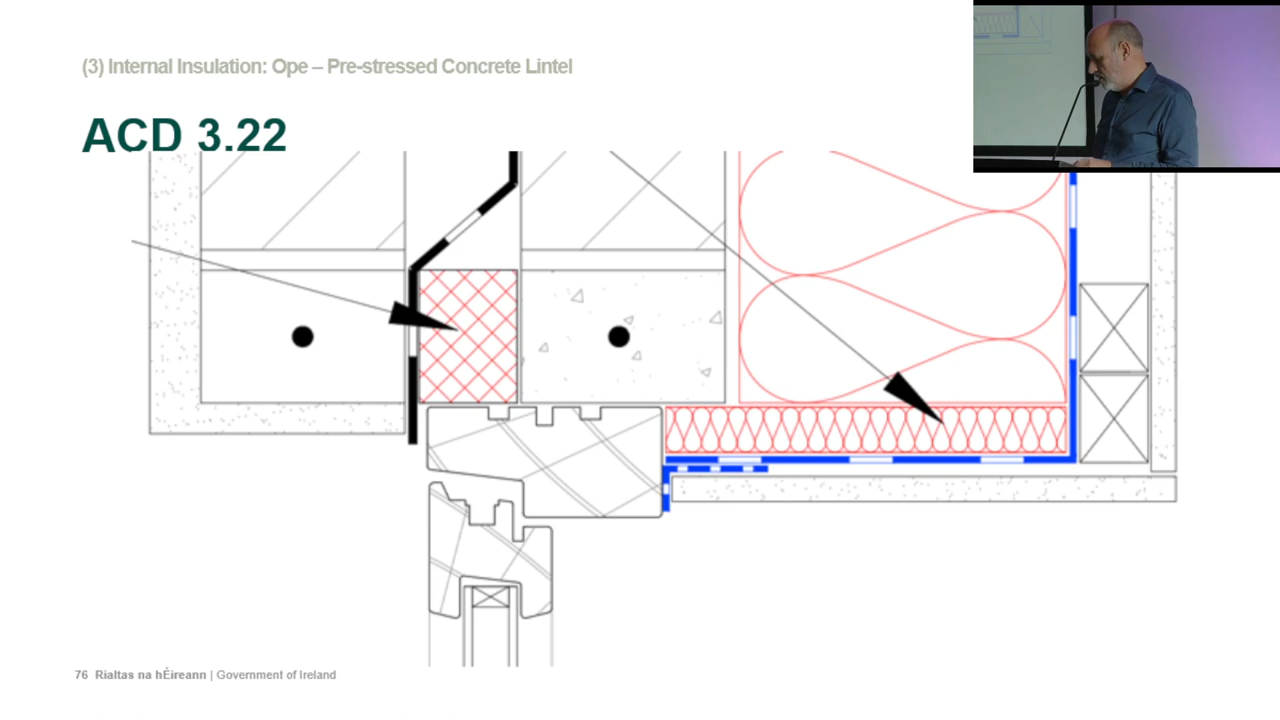 (3) Internal Insulation: Ope – Pre-stressed Concrete Lintel
ACD 3.22
76 Rialtas na hÉireann | Government of Ireland